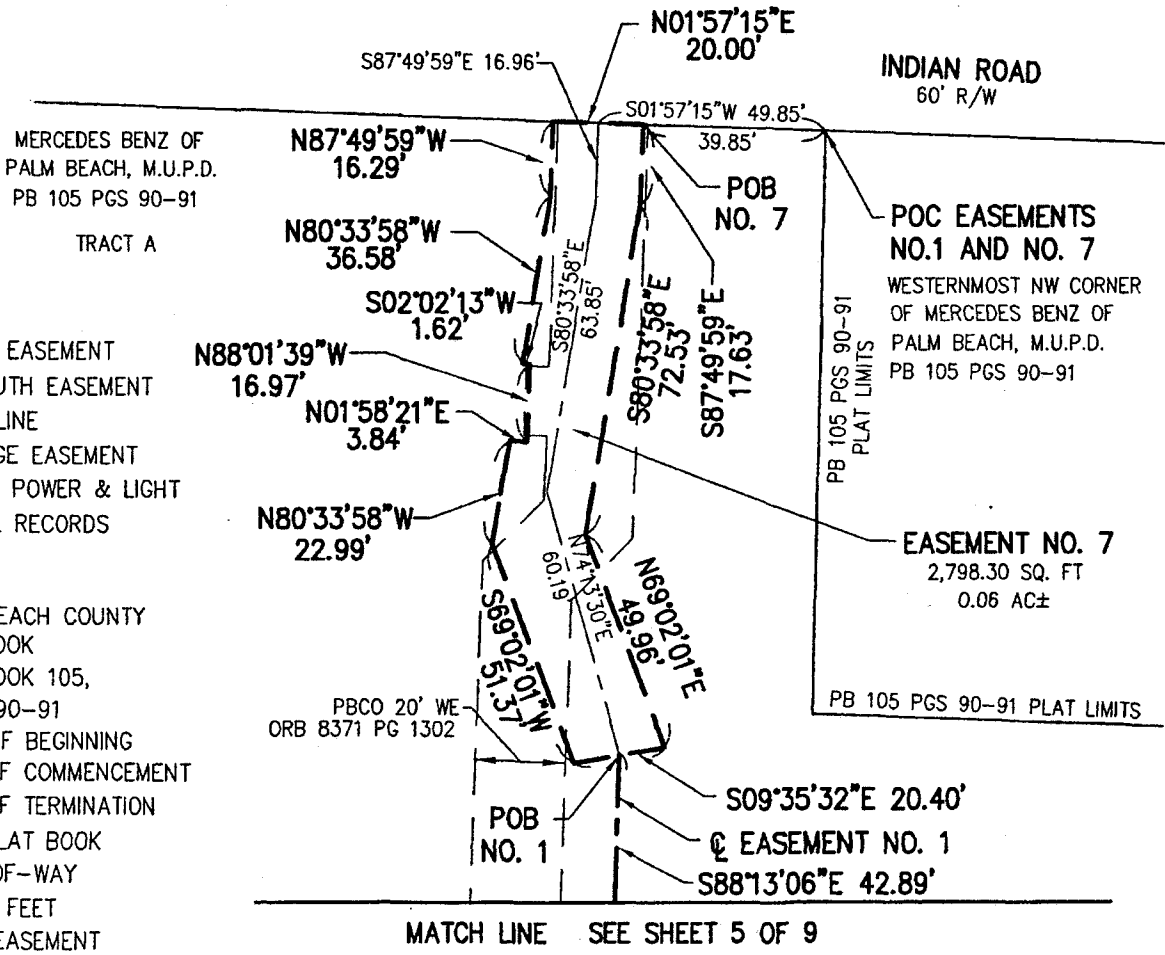 N01°57'15"E
20.00'
S87°49'59"E 16.96'
INDIAN ROAD
60' R/W
S01°57'15"W 49.85'
39.85'
MERCEDES BENZ OF
PALM BEACH, M.U.P.D.
PB 105 PGS 90-91
TRACT A
N87°49'59"W
16.29'
POB
NO. 7
POC EASEMENTS
NO.1 AND NO. 7
WESTERNMOST NW CORNER
OF MERCEDES BENZ OF
PALM BEACH, M.U.P.D.
PB 105 PGS 90-91
N80°33'58"W
36.58'
S02°02'13"W
1.62'
S80°33'58"E
63.85'
S80°33'58"E
72.53'
S87°49'59"E
17.63'
PB 105 PGS 90-91
PLAT LIMITS
N88°01'39"W
16.97'
N01°58'21"E
3.84'
N80°33'58"W
22.99'
EASEMENT
UTH EASEMENT
LINE
GE EASEMENT
POWER & LIGHT
RECORDS
EASEMENT NO. 7
2,798.30 SQ. FT
0.06 AC±
N74°13'30"E
60.19
N69°02'01"E
49.96'
S69°02'01"W
51.37'
EACH COUNTY
OOK
OOK 105,
90-91
F BEGINNING
F COMMENCEMENT
F TERMINATION
LAT BOOK
OF-WAY
FEET
EASEMENT
PBCO 20' WE
ORB 8371 PG 1302
PB 105 PGS 90-91 PLAT LIMITS
POB
NO. 1
S09°35'32"E 20.40'
℄ EASEMENT NO. 1
S88°13'06"E 42.89'
MATCH LINE SEE SHEET 5 OF 9